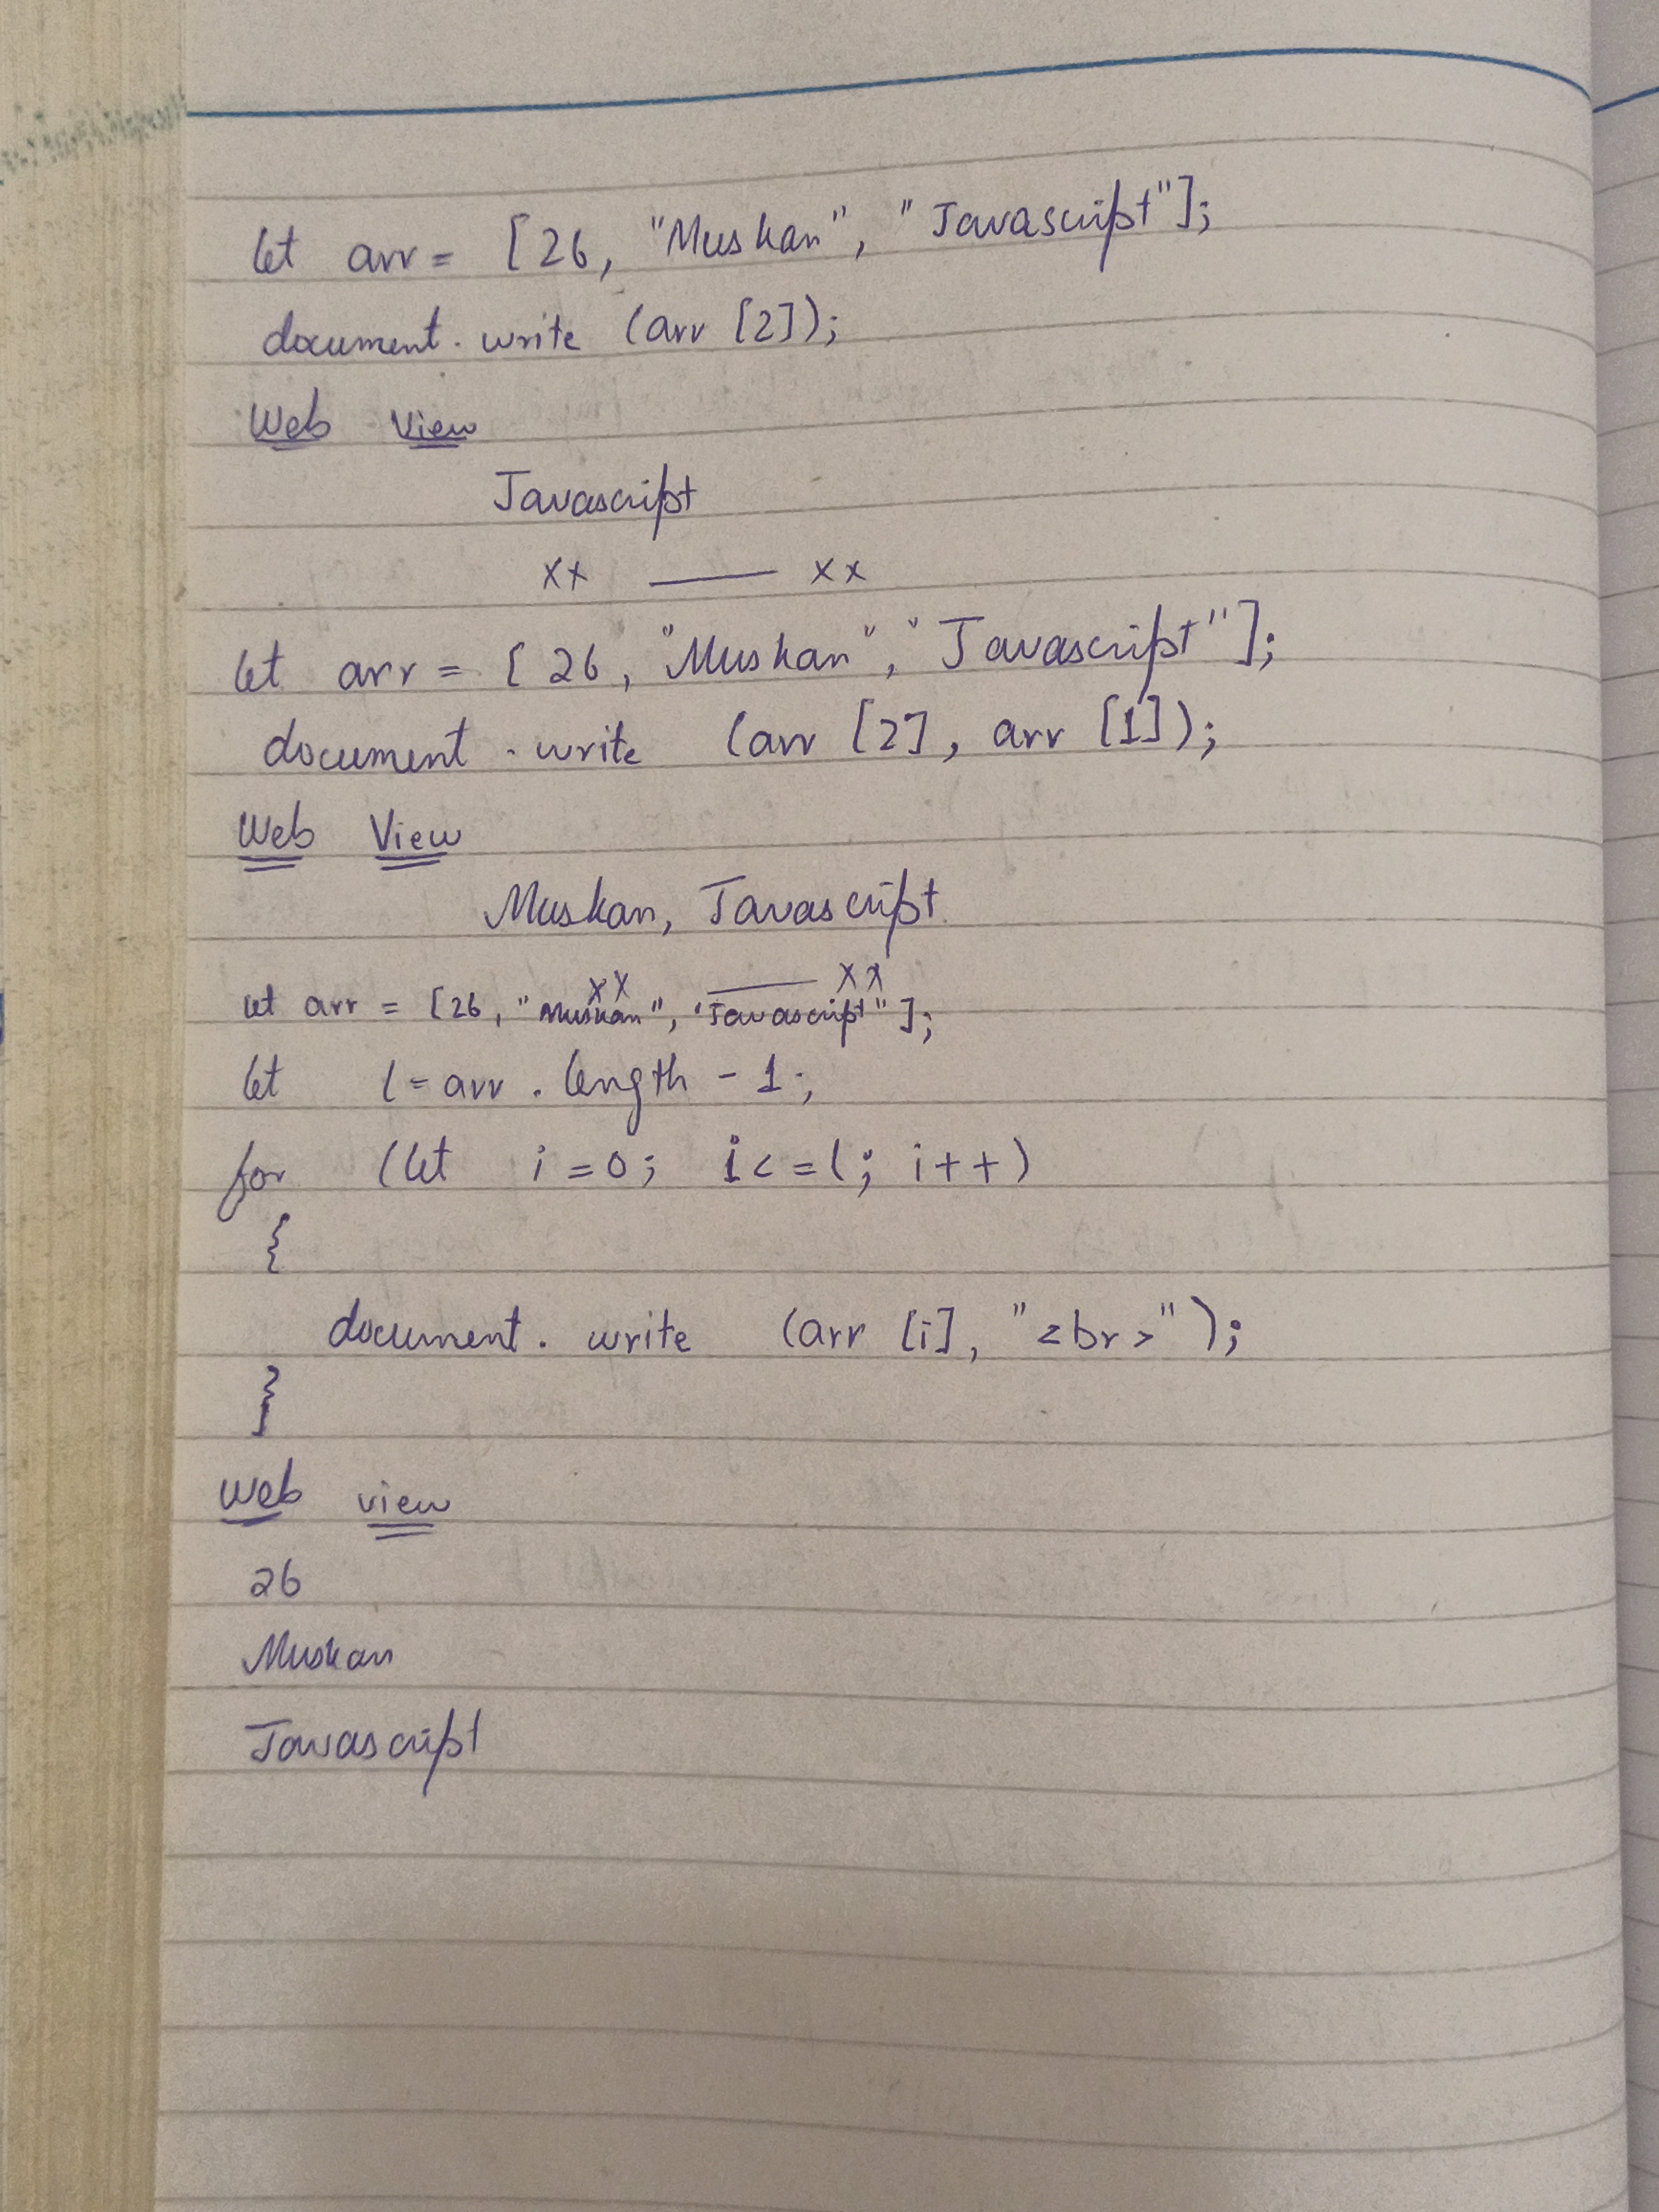 let arr = [26, "Muskan", "Javascript"];
document. write (arr [2]);
Web View
Javascript
xx —— xx
let arr = [26, "Muskan", "Javascript"];
document . write (arr [2], arr [1]);
Web View
Muskan, Javascript
xx —— xx
let arr = [26, "Muskan", "Javascript"];
let l = arr . length - 1;
for (let i = 0; i <= l; i++)
{
document. write (arr [i], "<br>");
}
Web view
26
Muskan
Javascript